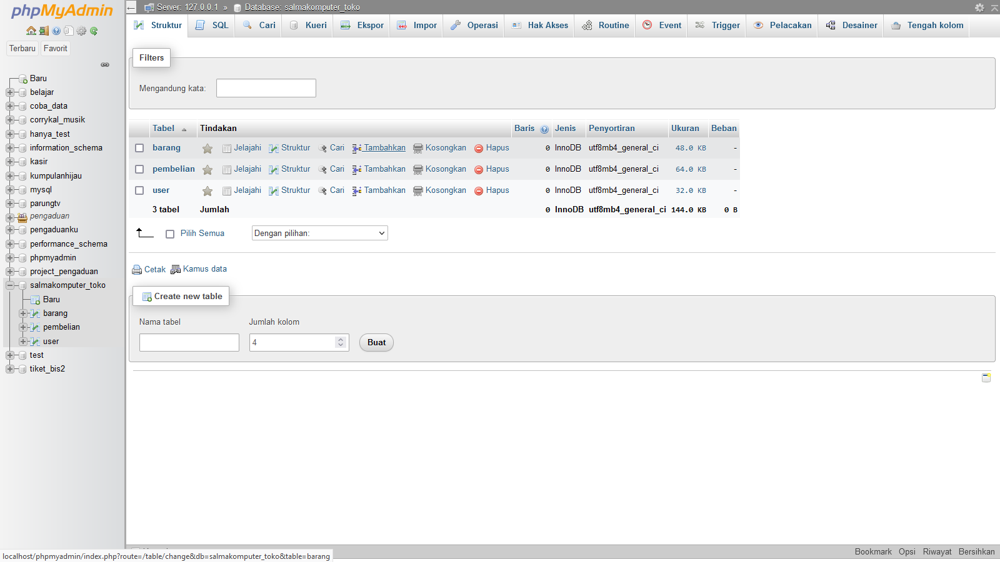 phpMyAdmin
Terbaru Favorit
Baru
belajar
coba_data
corrykal_musik
hanya_test
information_schema
kasir
kumpulanhijau
mysql
parungtv
pengaduan
pengaduanku
performance_schema
phpmyadmin
project_pengaduan
salmakomputer_toko
Baru
barang
pembelian
user
test
tiket_bis2
Server: 127.0.0.1 » Database: salmakomputer_toko
Struktur SQL Cari Kueri Ekspor Impor Operasi Hak Akses Routine Event Trigger Pelacakan Desainer Tengah kolom
Filters
Mengandung kata:
Tabel Tindakan Baris Jenis Penyortiran Ukuran Beban
barang Jelajahi Struktur Cari Tambahkan Kosongkan Hapus 0 InnoDB utf8mb4_general_ci 48.0 KB -
pembelian Jelajahi Struktur Cari Tambahkan Kosongkan Hapus 0 InnoDB utf8mb4_general_ci 64.0 KB -
user Jelajahi Struktur Cari Tambahkan Kosongkan Hapus 0 InnoDB utf8mb4_general_ci 32.0 KB -
3 tabel Jumlah 0 InnoDB utf8mb4_general_ci 144.0 KB 0 B
Pilih Semua Dengan pilihan:
Cetak Kamus data
Create new table
Nama tabel Jumlah kolom
4 Buat
Bookmark Opsi Riwayat Bersihkan
localhost/phpmyadmin/index.php?route=/table/change&db=salmakomputer_toko&table=barang